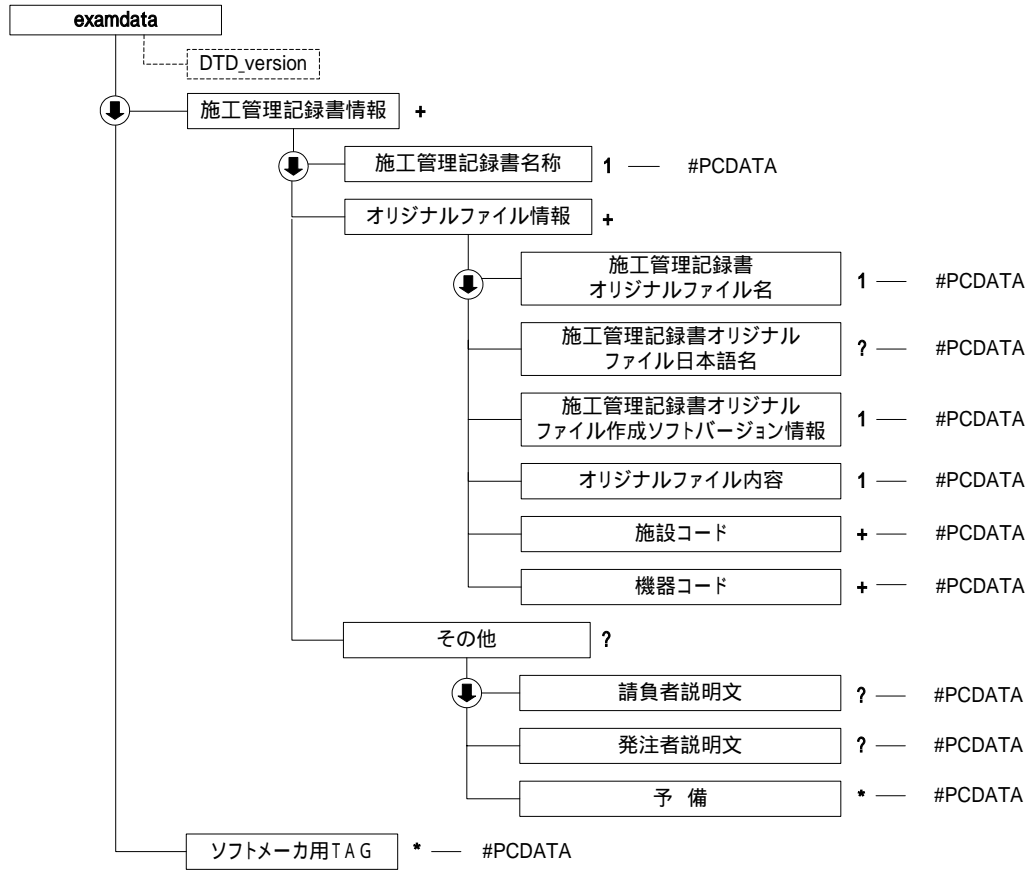 examdata
DTD_version
施工管理記録書情報 +
施工管理記録書名称 1 #PCDATA
オリジナルファイル情報 +
施工管理記録書
オリジナルファイル名 1 #PCDATA
施工管理記録書オリジナル
ファイル日本語名 ? #PCDATA
施工管理記録書オリジナル
ファイル作成ソフトバージョン情報 1 #PCDATA
オリジナルファイル内容 1 #PCDATA
施設コード + #PCDATA
機器コード + #PCDATA
その他 ?
請負者説明文 ? #PCDATA
発注者説明文 ? #PCDATA
予 備 * #PCDATA
ソフトメーカ用TAG * #PCDATA